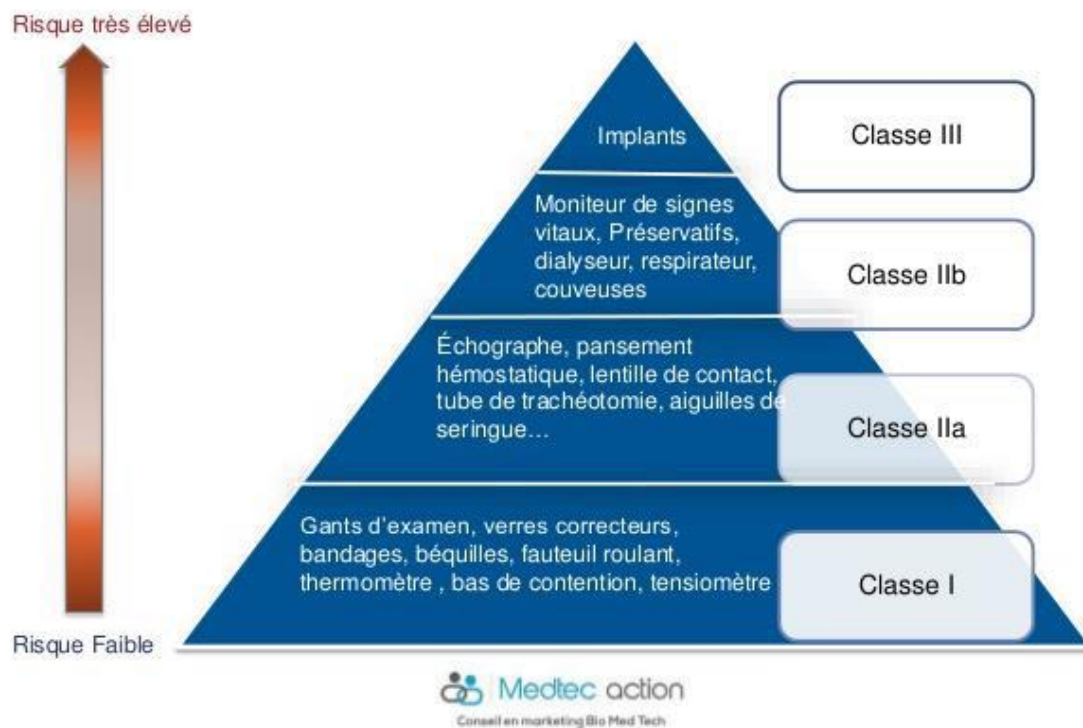 Risque très élevé
Implants
Classe III
Moniteur de signes
vitaux, Préservatifs,
dialyseur, respirateur,
couveuses
Classe IIb
Échographe, pansement
hémostatique, lentille de contact,
tube de trachéotomie, aiguilles de
seringue...
Classe IIa
Gants d'examen, verres correcteurs,
bandages, béquilles, fauteuil roulant,
thermomètre , bas de contention, tensiomètre
Classe I
Risque Faible
Medtec action
Conseil en marketing Bio Med Tech